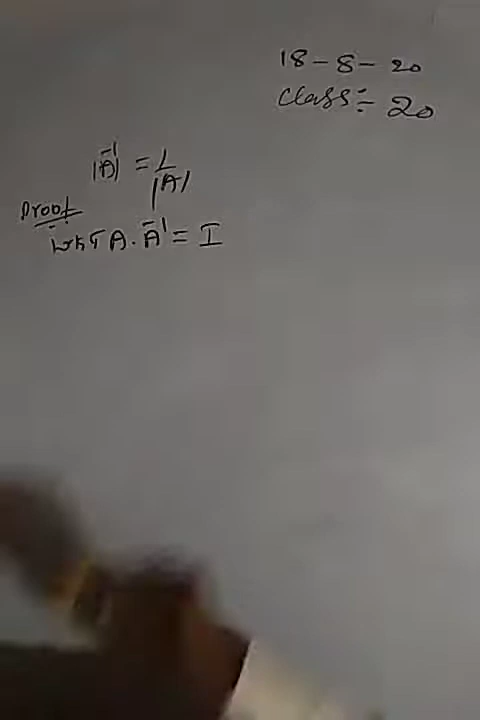 18-8-20
Class:- 20
|A⁻¹| = 1/|A|
Proof
WKT A . A⁻¹ = I